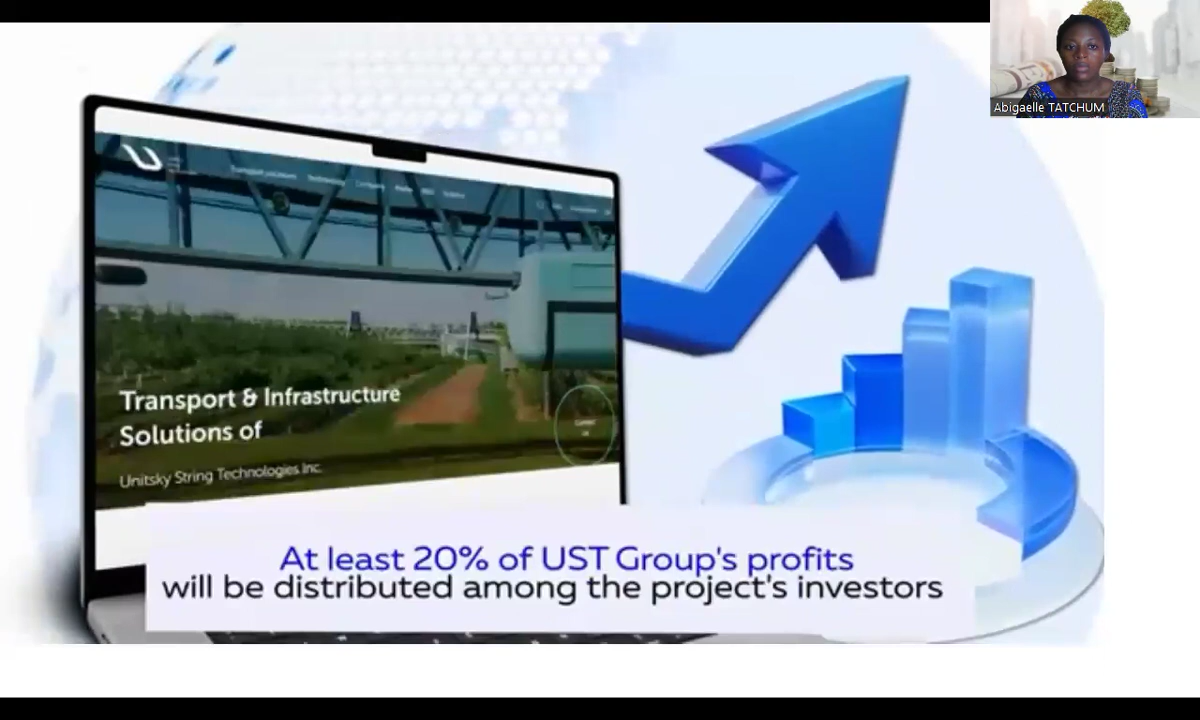 Abigaelle TATCHUM
Transport & Infrastructure
Solutions of
Unitsky String Technologies Inc.
At least 20% of UST Group's profits
will be distributed among the project's investors